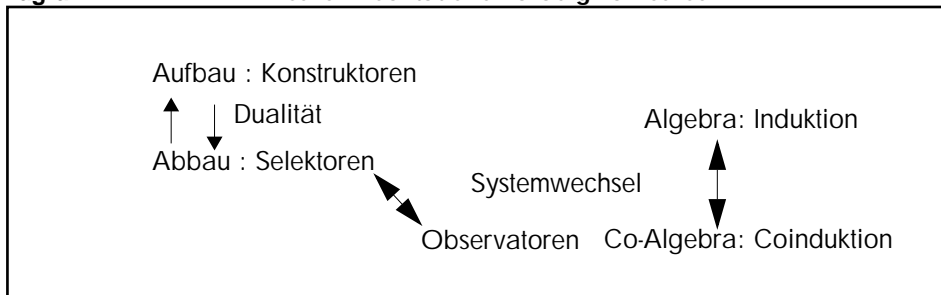 Aufbau : Konstruktoren
Dualität
Algebra: Induktion
Abbau : Selektoren
Systemwechsel
Observatoren
Co-Algebra: Coinduktion